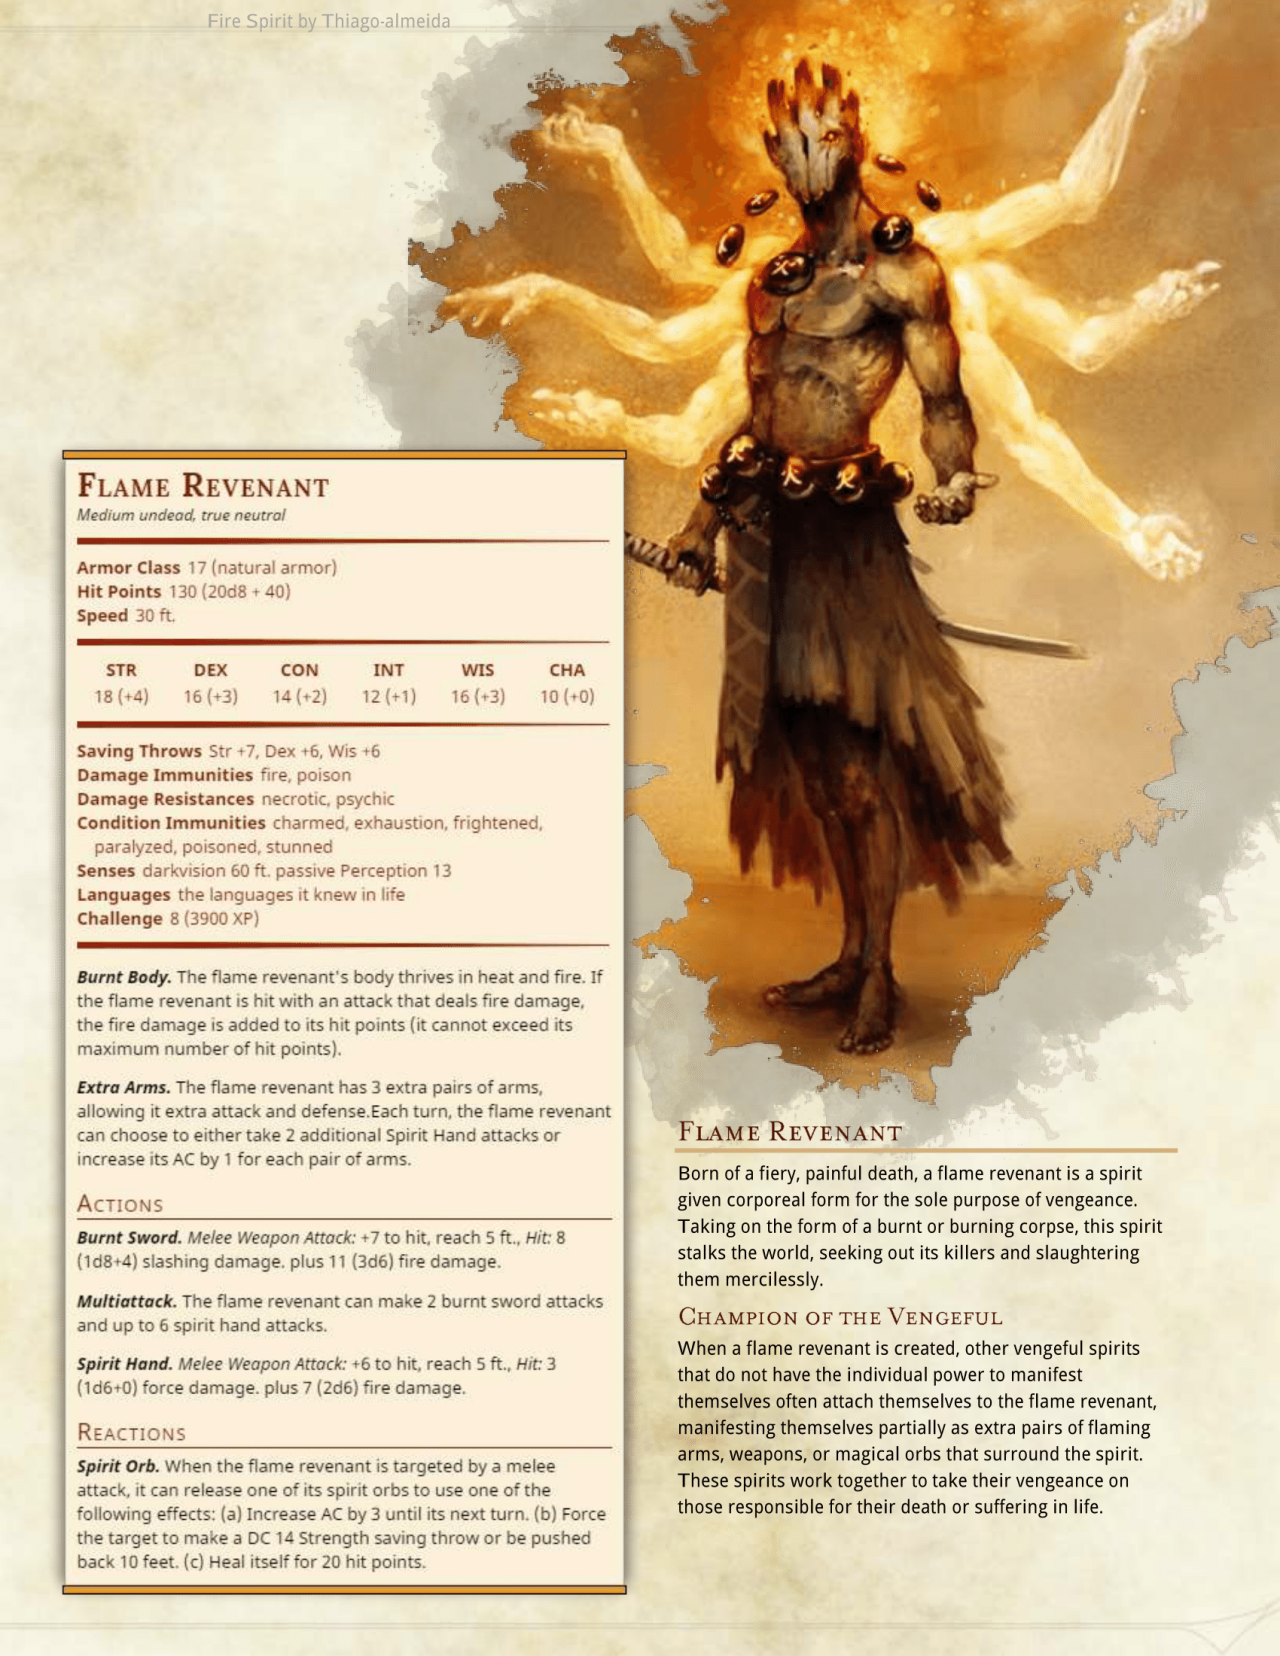 Fire Spirit by Thiago-almeida
Flame Revenant
Medium undead, true neutral
Armor Class 17 (natural armor)
Hit Points 130 (20d8 + 40)
Speed 30 ft.
STR DEX CON INT WIS CHA
18 (+4) 16 (+3) 14 (+2) 12 (+1) 16 (+3) 10 (+0)
Saving Throws Str +7, Dex +6, Wis +6
Damage Immunities fire, poison
Damage Resistances necrotic, psychic
Condition Immunities charmed, exhaustion, frightened,
paralyzed, poisoned, stunned
Senses darkvision 60 ft. passive Perception 13
Languages the languages it knew in life
Challenge 8 (3900 XP)
Burnt Body. The flame revenant's body thrives in heat and fire. If
the flame revenant is hit with an attack that deals fire damage,
the fire damage is added to its hit points (it cannot exceed its
maximum number of hit points).
Extra Arms. The flame revenant has 3 extra pairs of arms,
allowing it extra attack and defense.Each turn, the flame revenant
can choose to either take 2 additional Spirit Hand attacks or
increase its AC by 1 for each pair of arms.
Actions
Burnt Sword. Melee Weapon Attack: +7 to hit, reach 5 ft., Hit: 8
(1d8+4) slashing damage. plus 11 (3d6) fire damage.
Multiattack. The flame revenant can make 2 burnt sword attacks
and up to 6 spirit hand attacks.
Spirit Hand. Melee Weapon Attack: +6 to hit, reach 5 ft., Hit: 3
(1d6+0) force damage. plus 7 (2d6) fire damage.
Reactions
Spirit Orb. When the flame revenant is targeted by a melee
attack, it can release one of its spirit orbs to use one of the
following effects: (a) Increase AC by 3 until its next turn. (b) Force
the target to make a DC 14 Strength saving throw or be pushed
back 10 feet. (c) Heal itself for 20 hit points.
Flame Revenant
Born of a fiery, painful death, a flame revenant is a spirit
given corporeal form for the sole purpose of vengeance.
Taking on the form of a burnt or burning corpse, this spirit
stalks the world, seeking out its killers and slaughtering
them mercilessly.
Champion of the Vengeful
When a flame revenant is created, other vengeful spirits
that do not have the individual power to manifest
themselves often attach themselves to the flame revenant,
manifesting themselves partially as extra pairs of flaming
arms, weapons, or magical orbs that surround the spirit.
These spirits work together to take their vengeance on
those responsible for their death or suffering in life.